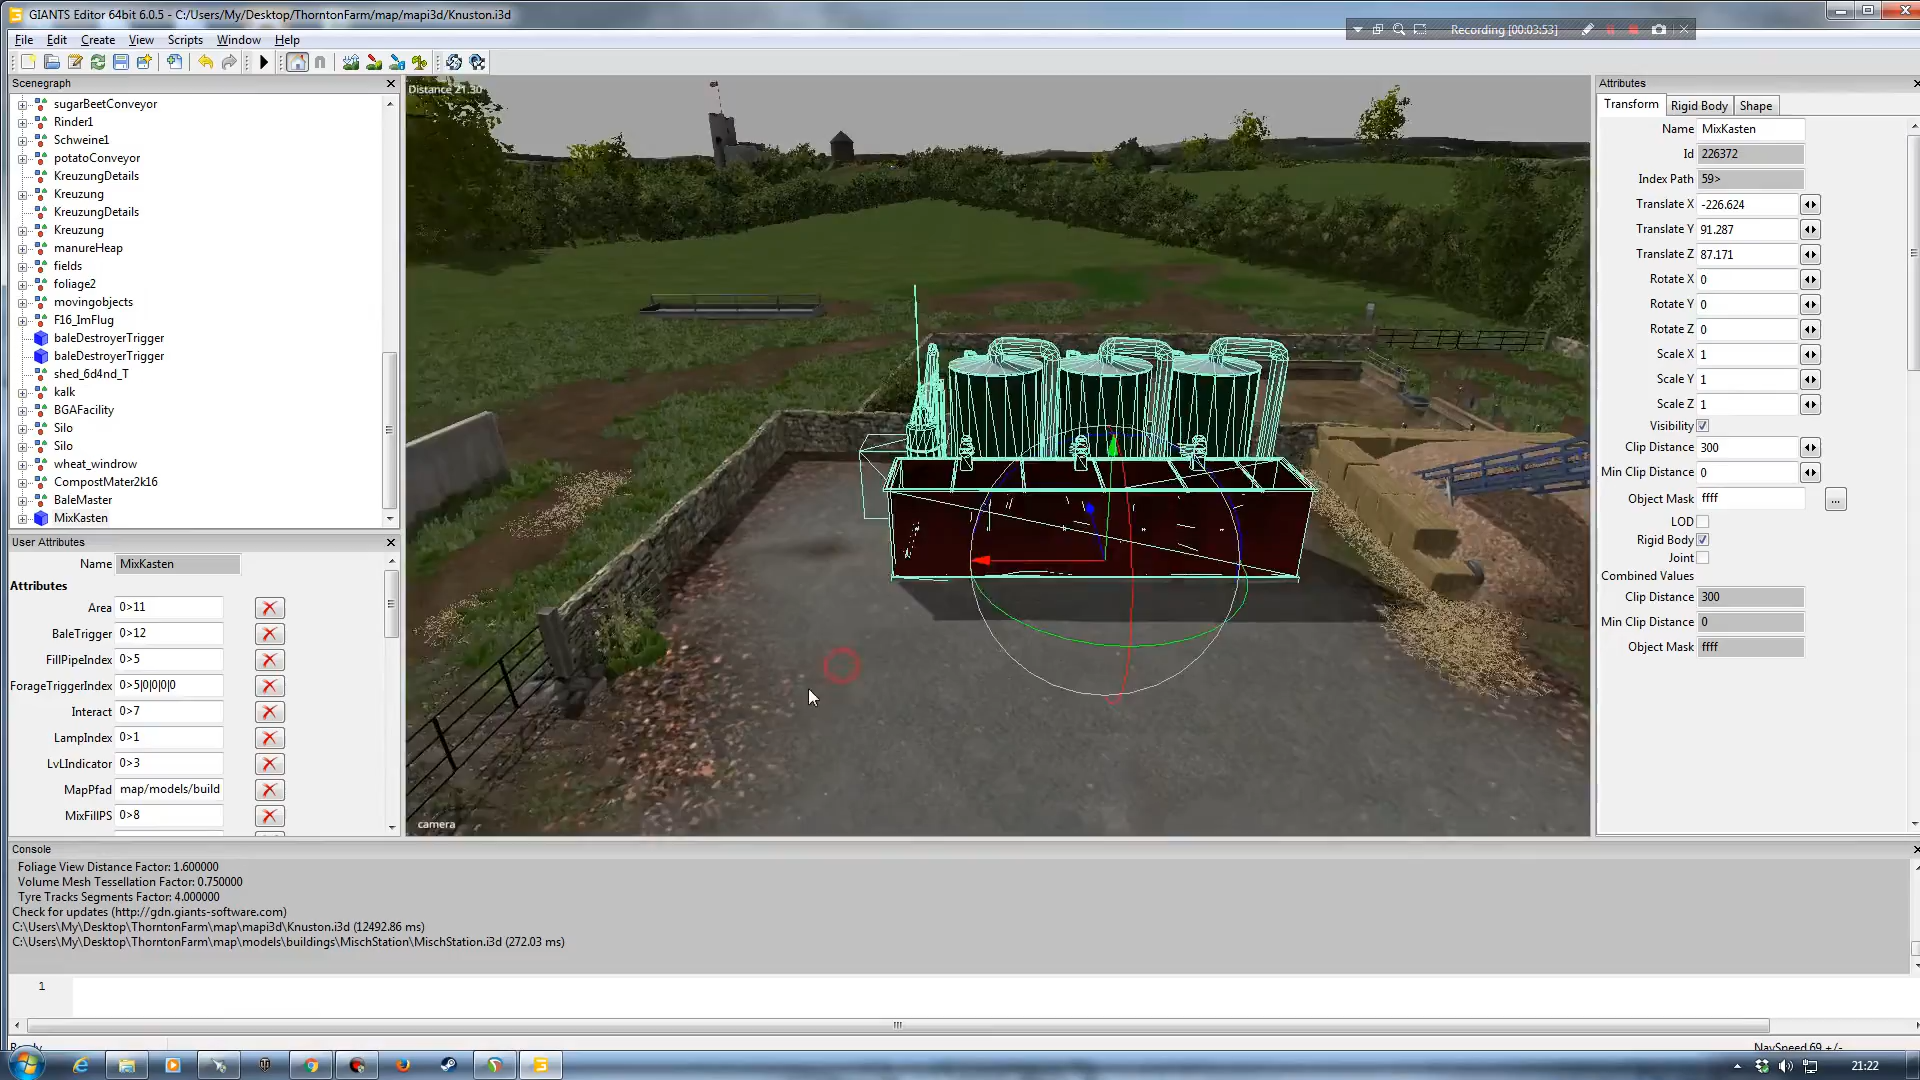 GIANTS Editor 64bit 6.0.5 - C:/Users/My/Desktop/ThorntonFarm/map/mapi3d/Knuston.i3d
Recording [00:03:53]
File Edit Create View Scripts Window Help
Scenegraph
sugarBeetConveyor
Rinder1
Schweine1
potatoConveyor
KreuzungDetails
Kreuzung
KreuzungDetails
Kreuzung
manureHeap
fields
foliage2
movingobjects
F16_ImFlug
baleDestroyerTrigger
baleDestroyerTrigger
shed_6d4nd_T
kalk
BGAFacility
Silo
Silo
wheat_windrow
CompostMater2k16
BaleMaster
MixKasten
User Attributes
Name MixKasten
Attributes
Area 0>11
BaleTrigger 0>12
FillPipeIndex 0>5
ForageTriggerIndex 0>5|0|0|0|0
Interact 0>7
LampIndex 0>1
LvLIndicator 0>3
MapPfad map/models/build
MixFillPS 0>8
Distance 21.30
camera
Attributes
Transform Rigid Body Shape
Name MixKasten
Id 226372
Index Path 59>
Translate X -226.624
Translate Y 91.287
Translate Z 87.171
Rotate X 0
Rotate Y 0
Rotate Z 0
Scale X 1
Scale Y 1
Scale Z 1
Visibility
Clip Distance 300
Min Clip Distance 0
Object Mask ffff ...
LOD
Rigid Body
Joint
Combined Values
Clip Distance 300
Min Clip Distance 0
Object Mask ffff
Console
Foliage View Distance Factor: 1.600000
Volume Mesh Tessellation Factor: 0.750000
Tyre Tracks Segments Factor: 4.000000
Check for updates (http://gdn.giants-software.com)
C:\Users\My\Desktop\ThorntonFarm\map\mapi3d\Knuston.i3d (12492.86 ms)
C:\Users\My\Desktop\ThorntonFarm\map\models\buildings\MischStation\MischStation.i3d (272.03 ms)
1
NavSpeed 69 +/-
21:22